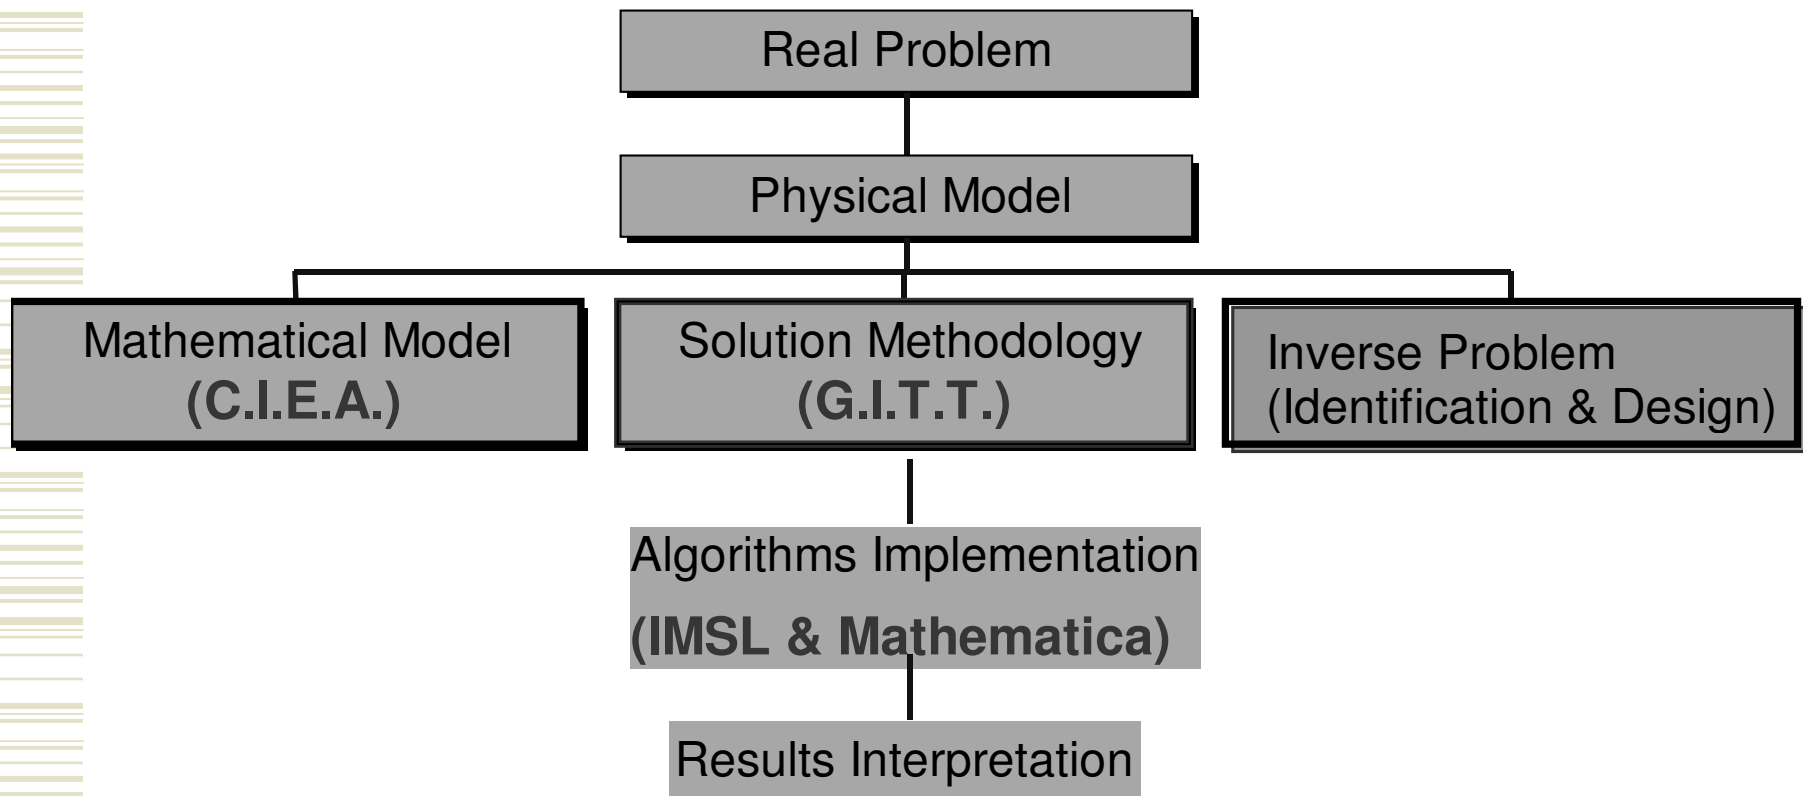 Real Problem
Physical Model
Mathematical Model
(C.I.E.A.)
Solution Methodology
(G.I.T.T.)
Inverse Problem
(Identification & Design)
Algorithms Implementation
(IMSL & Mathematica)
Results Interpretation